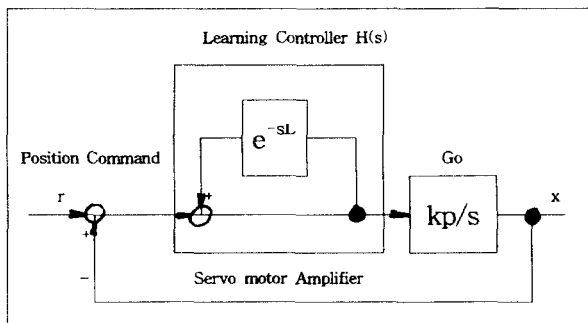 Learning Controller H(s)
e^-sL
Position Command
Go
r
+
kp/s
x
+
−
Servo motor Amplifier